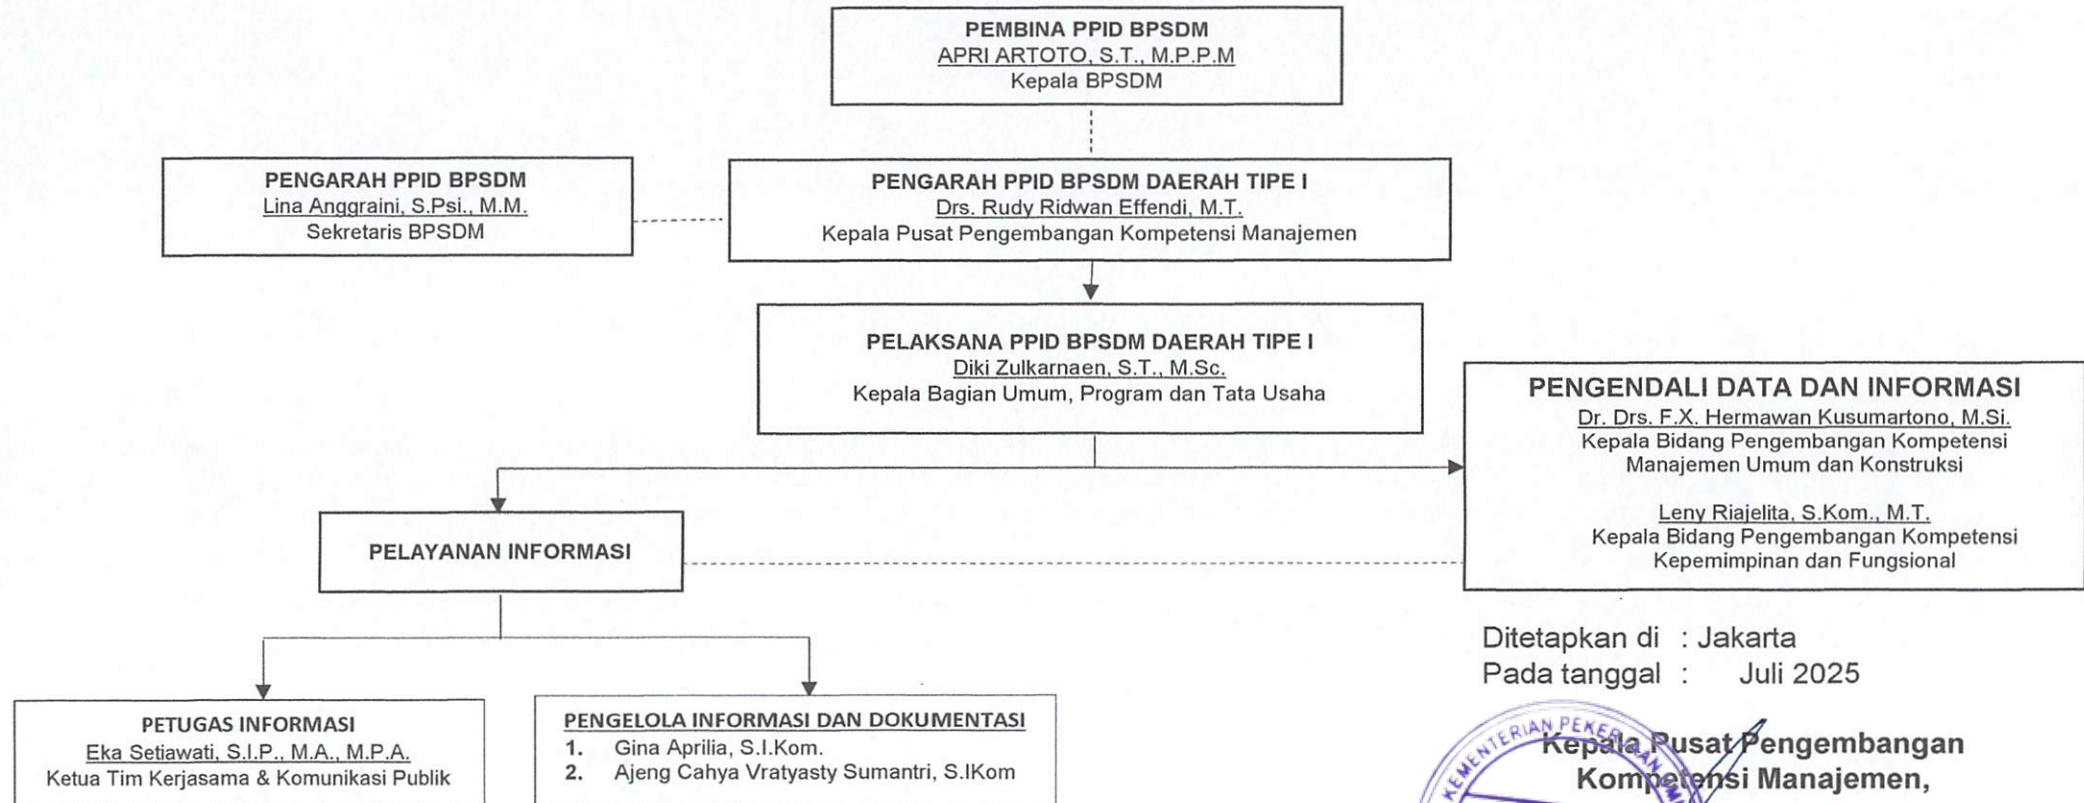 PEMBINA PPID BPSDM
APRI ARTOTO, S.T., M.P.P.M
Kepala BPSDM
PENGARAH PPID BPSDM
Lina Anggraini, S.Psi., M.M.
Sekretaris BPSDM
PENGARAH PPID BPSDM DAERAH TIPE I
Drs. Rudy Ridwan Effendi, M.T.
Kepala Pusat Pengembangan Kompetensi Manajemen
PELAKSANA PPID BPSDM DAERAH TIPE I
Diki Zulkarnaen, S.T., M.Sc.
Kepala Bagian Umum, Program dan Tata Usaha
PENGENDALI DATA DAN INFORMASI
Dr. Drs. F.X. Hermawan Kusumartono, M.Si.
Kepala Bidang Pengembangan Kompetensi
Manajemen Umum dan Konstruksi
Leny Riajelita, S.Kom., M.T.
Kepala Bidang Pengembangan Kompetensi
Kepemimpinan dan Fungsional
PELAYANAN INFORMASI
PETUGAS INFORMASI
Eka Setiawati, S.I.P., M.A., M.P.A.
Ketua Tim Kerjasama & Komunikasi Publik
PENGELOLA INFORMASI DAN DOKUMENTASI
1. Gina Aprilia, S.I.Kom.
2. Ajeng Cahya Vratyasty Sumantri, S.IKom
Ditetapkan di : Jakarta
Pada tanggal : Juli 2025
Kepala Pusat Pengembangan
Kompetensi Manajemen,
KEMENTERIAN PEKERJAAN